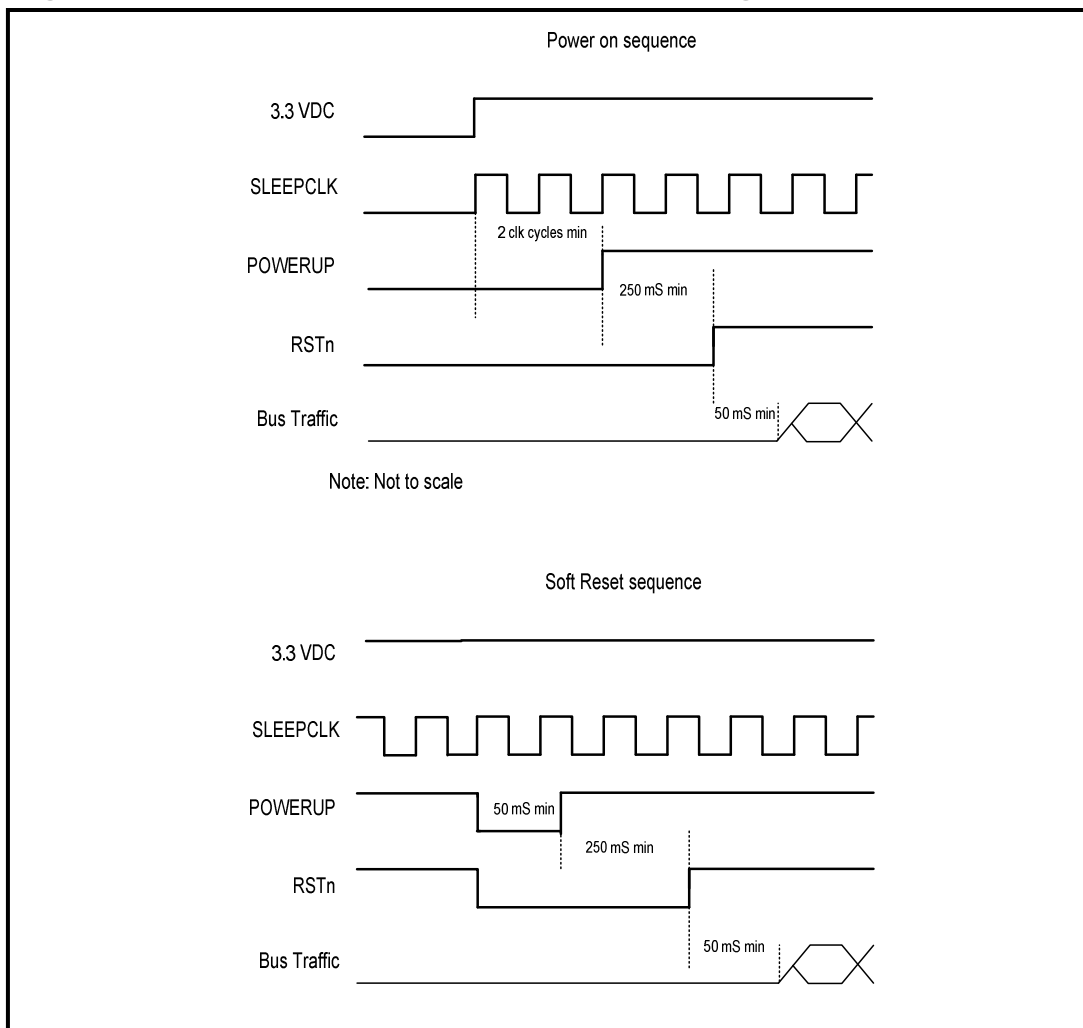 Power on sequence
3.3 VDC
SLEEPCLK
2 clk cycles min
POWERUP
250 mS min
RSTn
50 mS min
Bus Traffic
Note: Not to scale
Soft Reset sequence
3.3 VDC
SLEEPCLK
POWERUP
50 mS min
250 mS min
RSTn
50 mS min
Bus Traffic